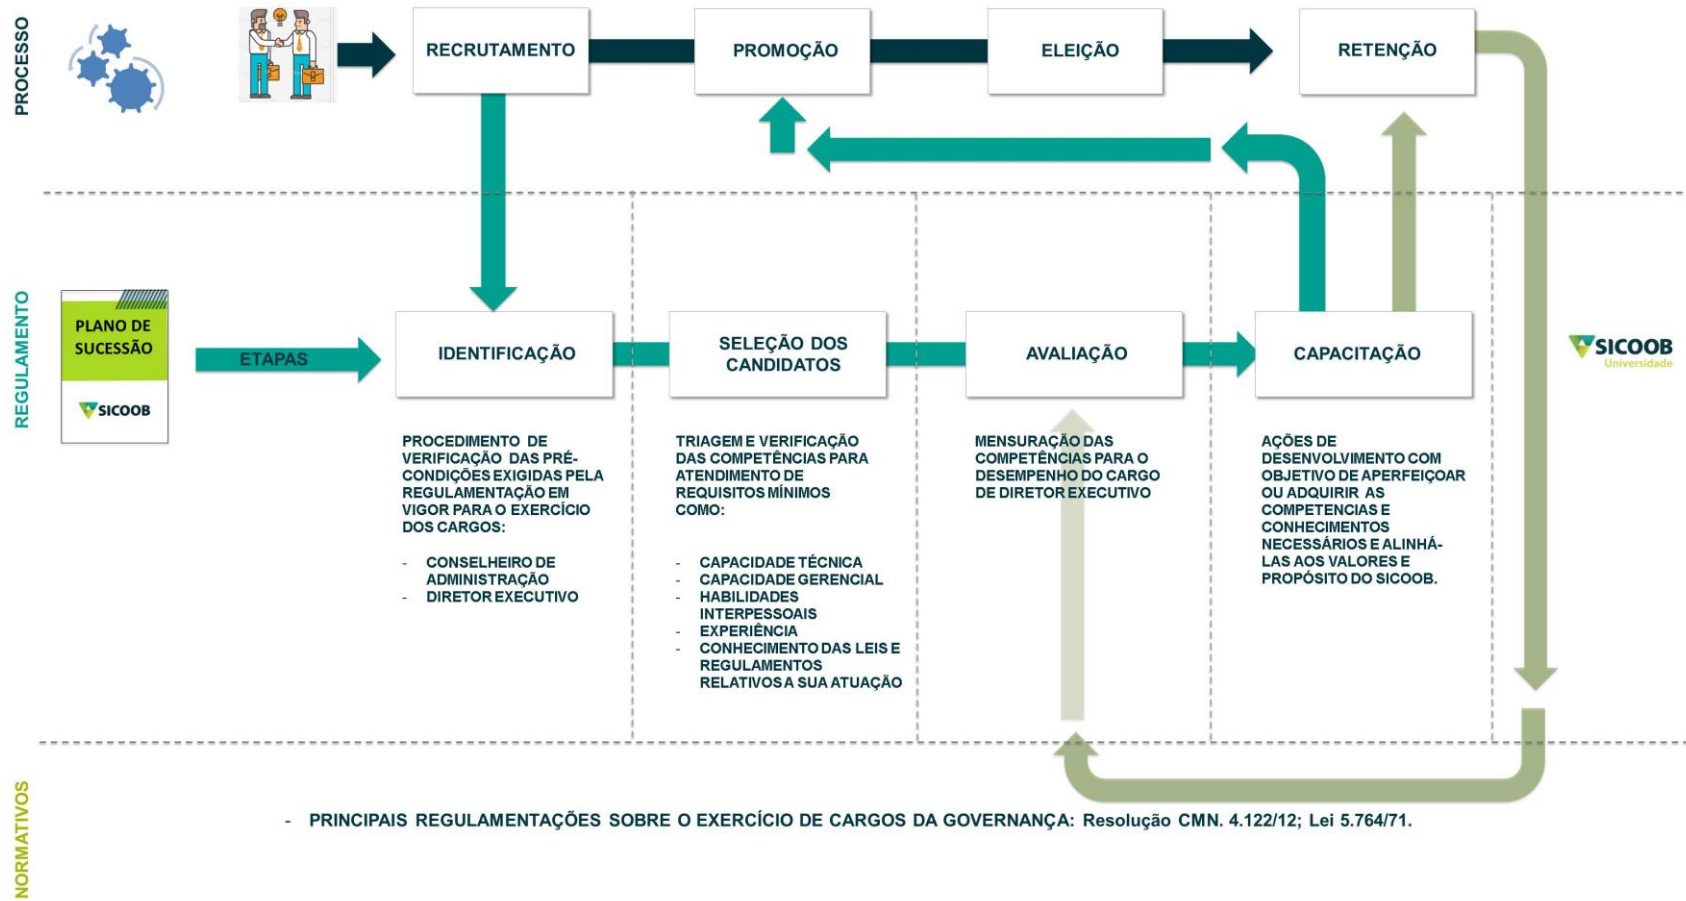 PROCESSO
RECRUTAMENTO
PROMOÇÃO
ELEIÇÃO
RETENÇÃO
REGULAMENTO
PLANO DE
SUCESSÃO
SICOOB
ETAPAS
IDENTIFICAÇÃO
SELEÇÃO DOS
CANDIDATOS
AVALIAÇÃO
CAPACITAÇÃO
SICOOB
Universidade
PROCEDIMENTO DE
VERIFICAÇÃO DAS PRÉ-
CONDIÇÕES EXIGIDAS PELA
REGULAMENTAÇÃO EM
VIGOR PARA O EXERCÍCIO
DOS CARGOS:
- CONSELHEIRO DE
ADMINISTRAÇÃO
- DIRETOR EXECUTIVO
TRIAGEM E VERIFICAÇÃO
DAS COMPETÊNCIAS PARA
ATENDIMENTO DE
REQUISITOS MÍNIMOS
COMO:
- CAPACIDADE TÉCNICA
- CAPACIDADE GERENCIAL
- HABILIDADES
INTERPESSOAIS
- EXPERIÊNCIA
- CONHECIMENTO DAS LEIS E
REGULAMENTOS
RELATIVOS A SUA ATUAÇÃO
MENSURAÇÃO DAS
COMPETÊNCIAS PARA O
DESEMPENHO DO CARGO
DE DIRETOR EXECUTIVO
AÇÕES DE
DESENVOLVIMENTO COM
OBJETIVO DE APERFEIÇOAR
OU ADQUIRIR AS
COMPETENCIAS E
CONHECIMENTOS
NECESSÁRIOS E ALINHÁ-
LAS AOS VALORES E
PROPÓSITO DO SICOOB.
NORMATIVOS
- PRINCIPAIS REGULAMENTAÇÕES SOBRE O EXERCÍCIO DE CARGOS DA GOVERNANÇA: Resolução CMN. 4.122/12; Lei 5.764/71.